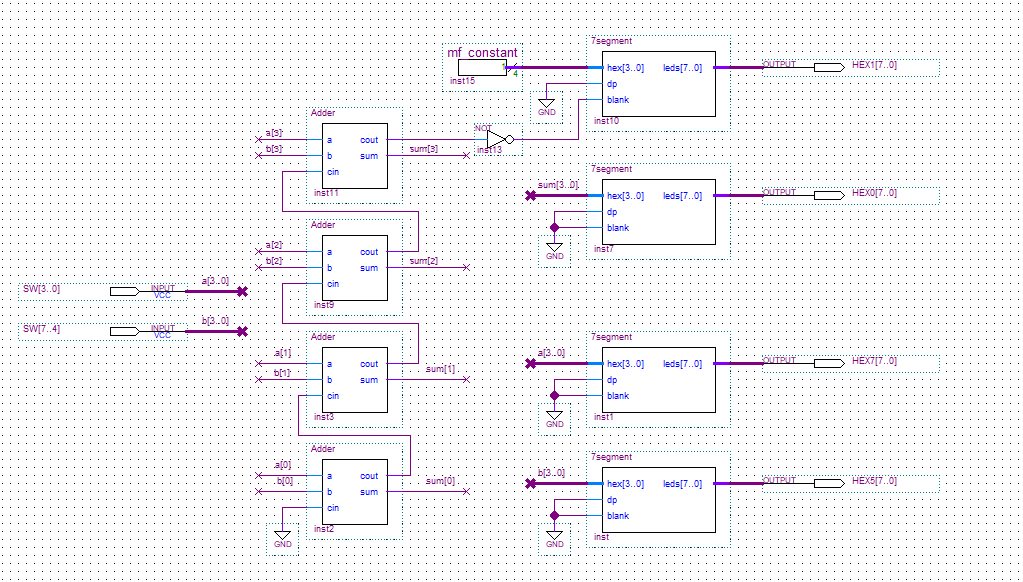 SW[3..0]
INPUT
VCC
a[3..0]
SW[7..4]
INPUT
VCC
b[3..0]
Adder
a[3]
a
cout
b[3]
b
sum
sum[3]
cin
inst11
Adder
a[2]
a
cout
b[2]
b
sum
sum[2]
cin
inst9
Adder
a[1]
a
cout
b[1]
b
sum
sum[1]
cin
inst3
Adder
a[0]
a
cout
b[0]
b
sum
sum[0]
cin
inst2
GND
mf_constant
4
inst15
NOT
inst13
7segment
hex[3..0]
leds[7..0]
OUTPUT
HEX1[7..0]
dp
blank
GND
inst10
7segment
sum[3..0]
hex[3..0]
leds[7..0]
OUTPUT
HEX0[7..0]
dp
blank
inst7
GND
7segment
a[3..0]
hex[3..0]
leds[7..0]
OUTPUT
HEX7[7..0]
dp
blank
inst1
GND
7segment
b[3..0]
hex[3..0]
leds[7..0]
OUTPUT
HEX5[7..0]
dp
blank
inst
GND